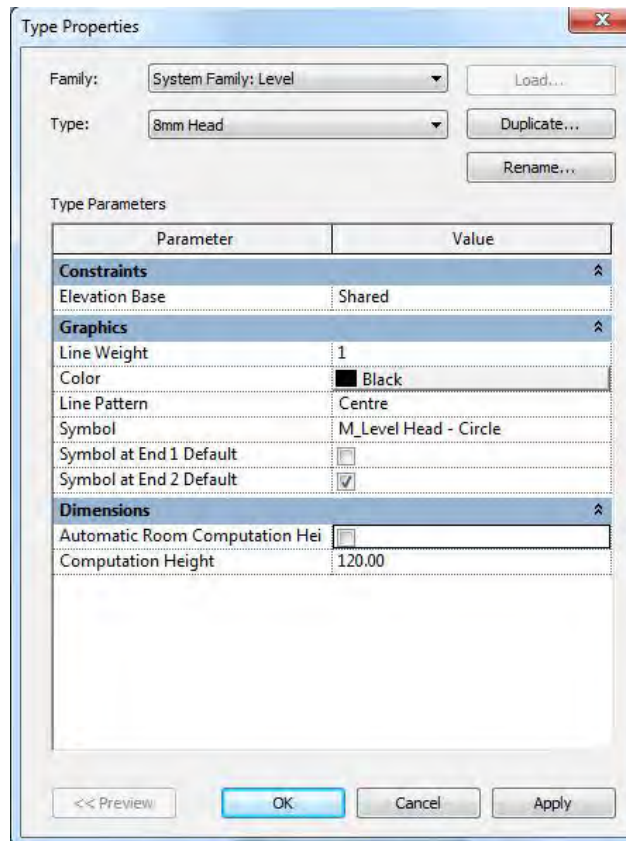 Type Properties
Family: System Family: Level Load...
Type: 8mm Head Duplicate...
Rename...
Type Parameters
Parameter Value
Constraints
Elevation Base Shared
Graphics
Line Weight 1
Color Black
Line Pattern Centre
Symbol M_Level Head - Circle
Symbol at End 1 Default
Symbol at End 2 Default
Dimensions
Automatic Room Computation Hei
Computation Height 120.00
<< Preview OK Cancel Apply